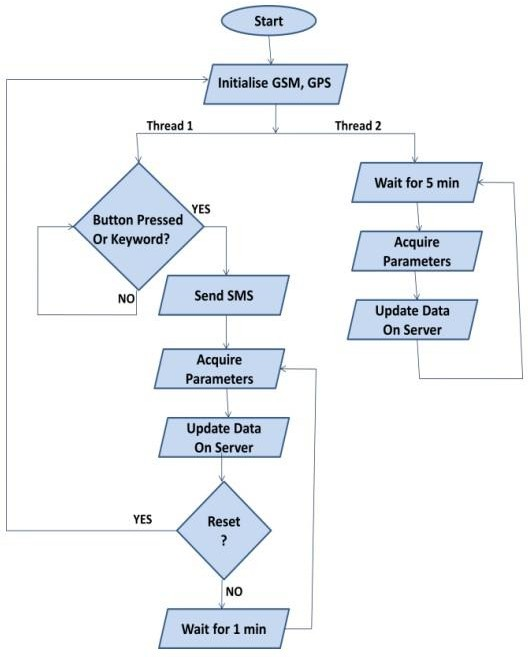 Start
Initialise GSM, GPS
Thread 1
Thread 2
Button Pressed
Or Keyword?
YES
NO
Send SMS
Acquire
Parameters
Update Data
On Server
Reset
?
YES
NO
Wait for 1 min
Wait for 5 min
Acquire
Parameters
Update Data
On Server